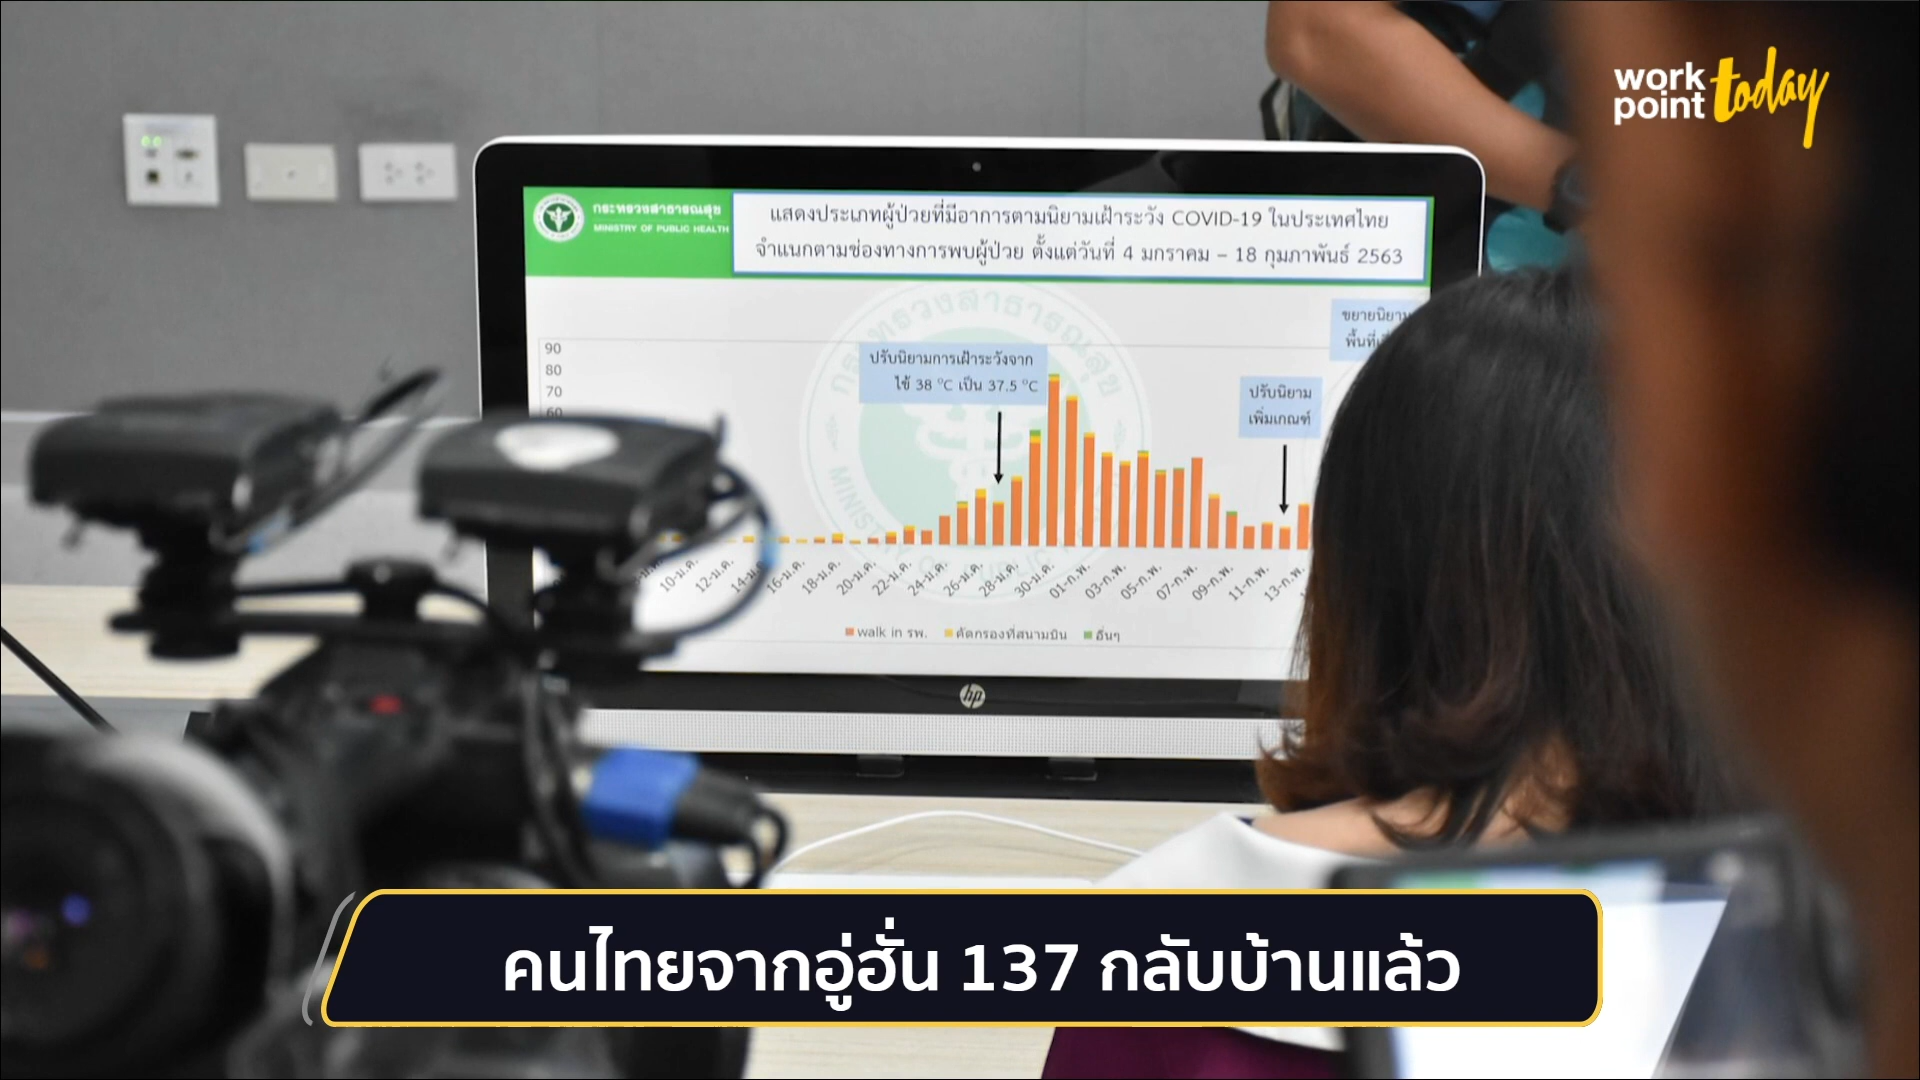 work
point today
กระทรวงสาธารณสุข
MINISTRY OF PUBLIC HEALTH
แสดงประเภทผู้ป่วยที่มีอาการตามนิยามเฝ้าระวัง COVID-19 ในประเทศไทย
จำแนกตามช่องทางการพบผู้ป่วย ตั้งแต่วันที่ 4 มกราคม – 18 กุมภาพันธ์ 2563
ขยายนิยาม
พื้นที่
ปรับนิยามการเฝ้าระวังจาก
ไข้ 38 °C เป็น 37.5 °C
ปรับนิยาม
เพิ่มเกณฑ์
90
80
70
60
10-ม.ค. 12-ม.ค. 14-ม.ค. 16-ม.ค. 18-ม.ค. 20-ม.ค. 22-ม.ค. 24-ม.ค. 26-ม.ค. 28-ม.ค. 30-ม.ค. 01-ก.พ. 03-ก.พ. 05-ก.พ. 07-ก.พ. 09-ก.พ. 11-ก.พ. 13-ก.พ.
walk in รพ. คัดกรองที่สนามบิน อื่นๆ
hp
คนไทยจากอู่ฮั่น 137 กลับบ้านแล้ว